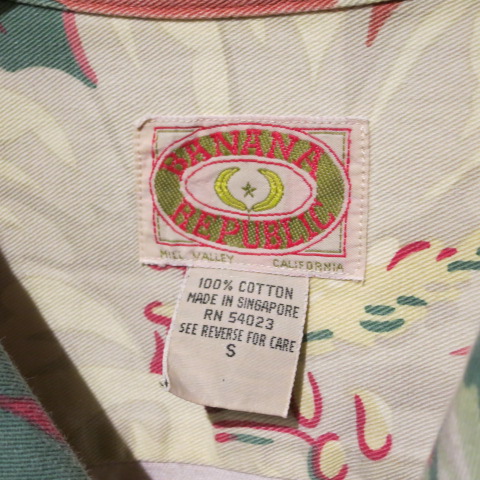 BANANA
REPUBLIC
MILL VALLEY CALIFORNIA
100% COTTON
MADE IN SINGAPORE
RN 54023
SEE REVERSE FOR CARE
S